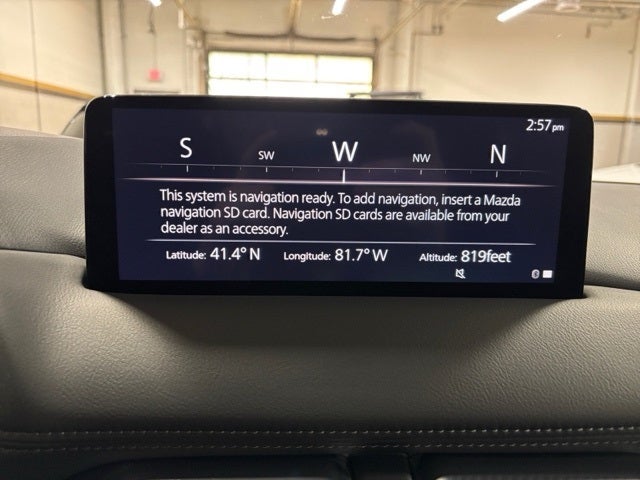 2:57pm
S SW W NW N
This system is navigation ready. To add navigation, insert a Mazda
navigation SD card. Navigation SD cards are available from your
dealer as an accessory.
Latitude: 41.4° N Longitude: 81.7° W Altitude: 819feet